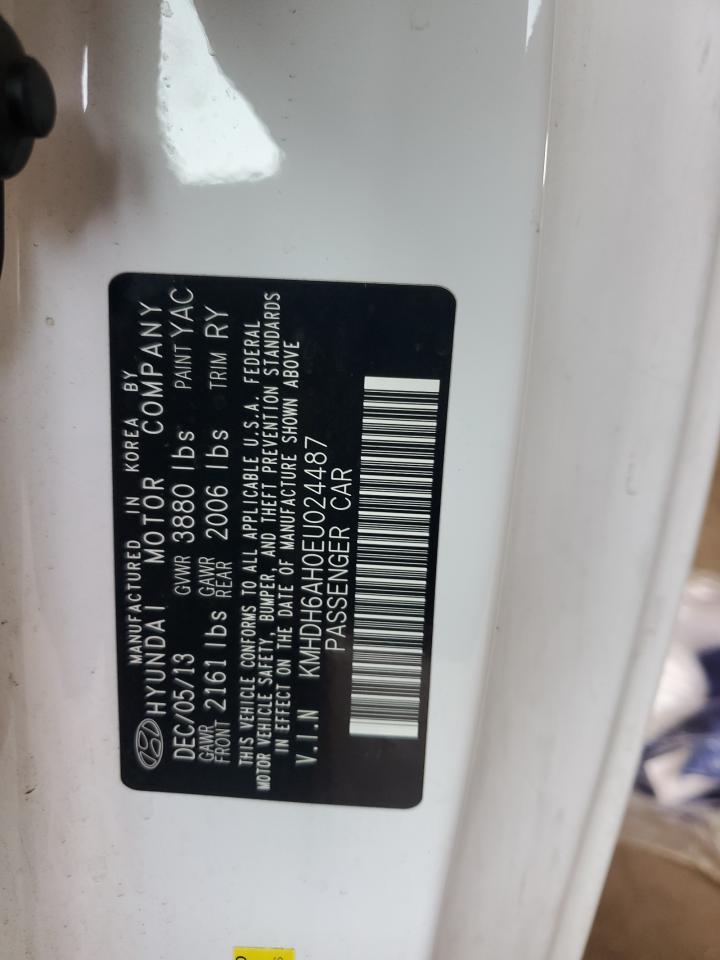 MANUFACTURED IN KOREA BY
HYUNDAI MOTOR COMPANY
DEC/05/13 GVWR 3880 lbs PAINT YAC
GAWR FRONT 2161 lbs GAWR REAR 2006 lbs TRIM RY
THIS VEHICLE CONFORMS TO ALL APPLICABLE U.S.A. FEDERAL
MOTOR VEHICLE SAFETY, BUMPER, AND THEFT PREVENTION STANDARDS
IN EFFECT ON THE DATE OF MANUFACTURE SHOWN ABOVE
V.I.N KMHDH6AH0EU024487
PASSENGER CAR